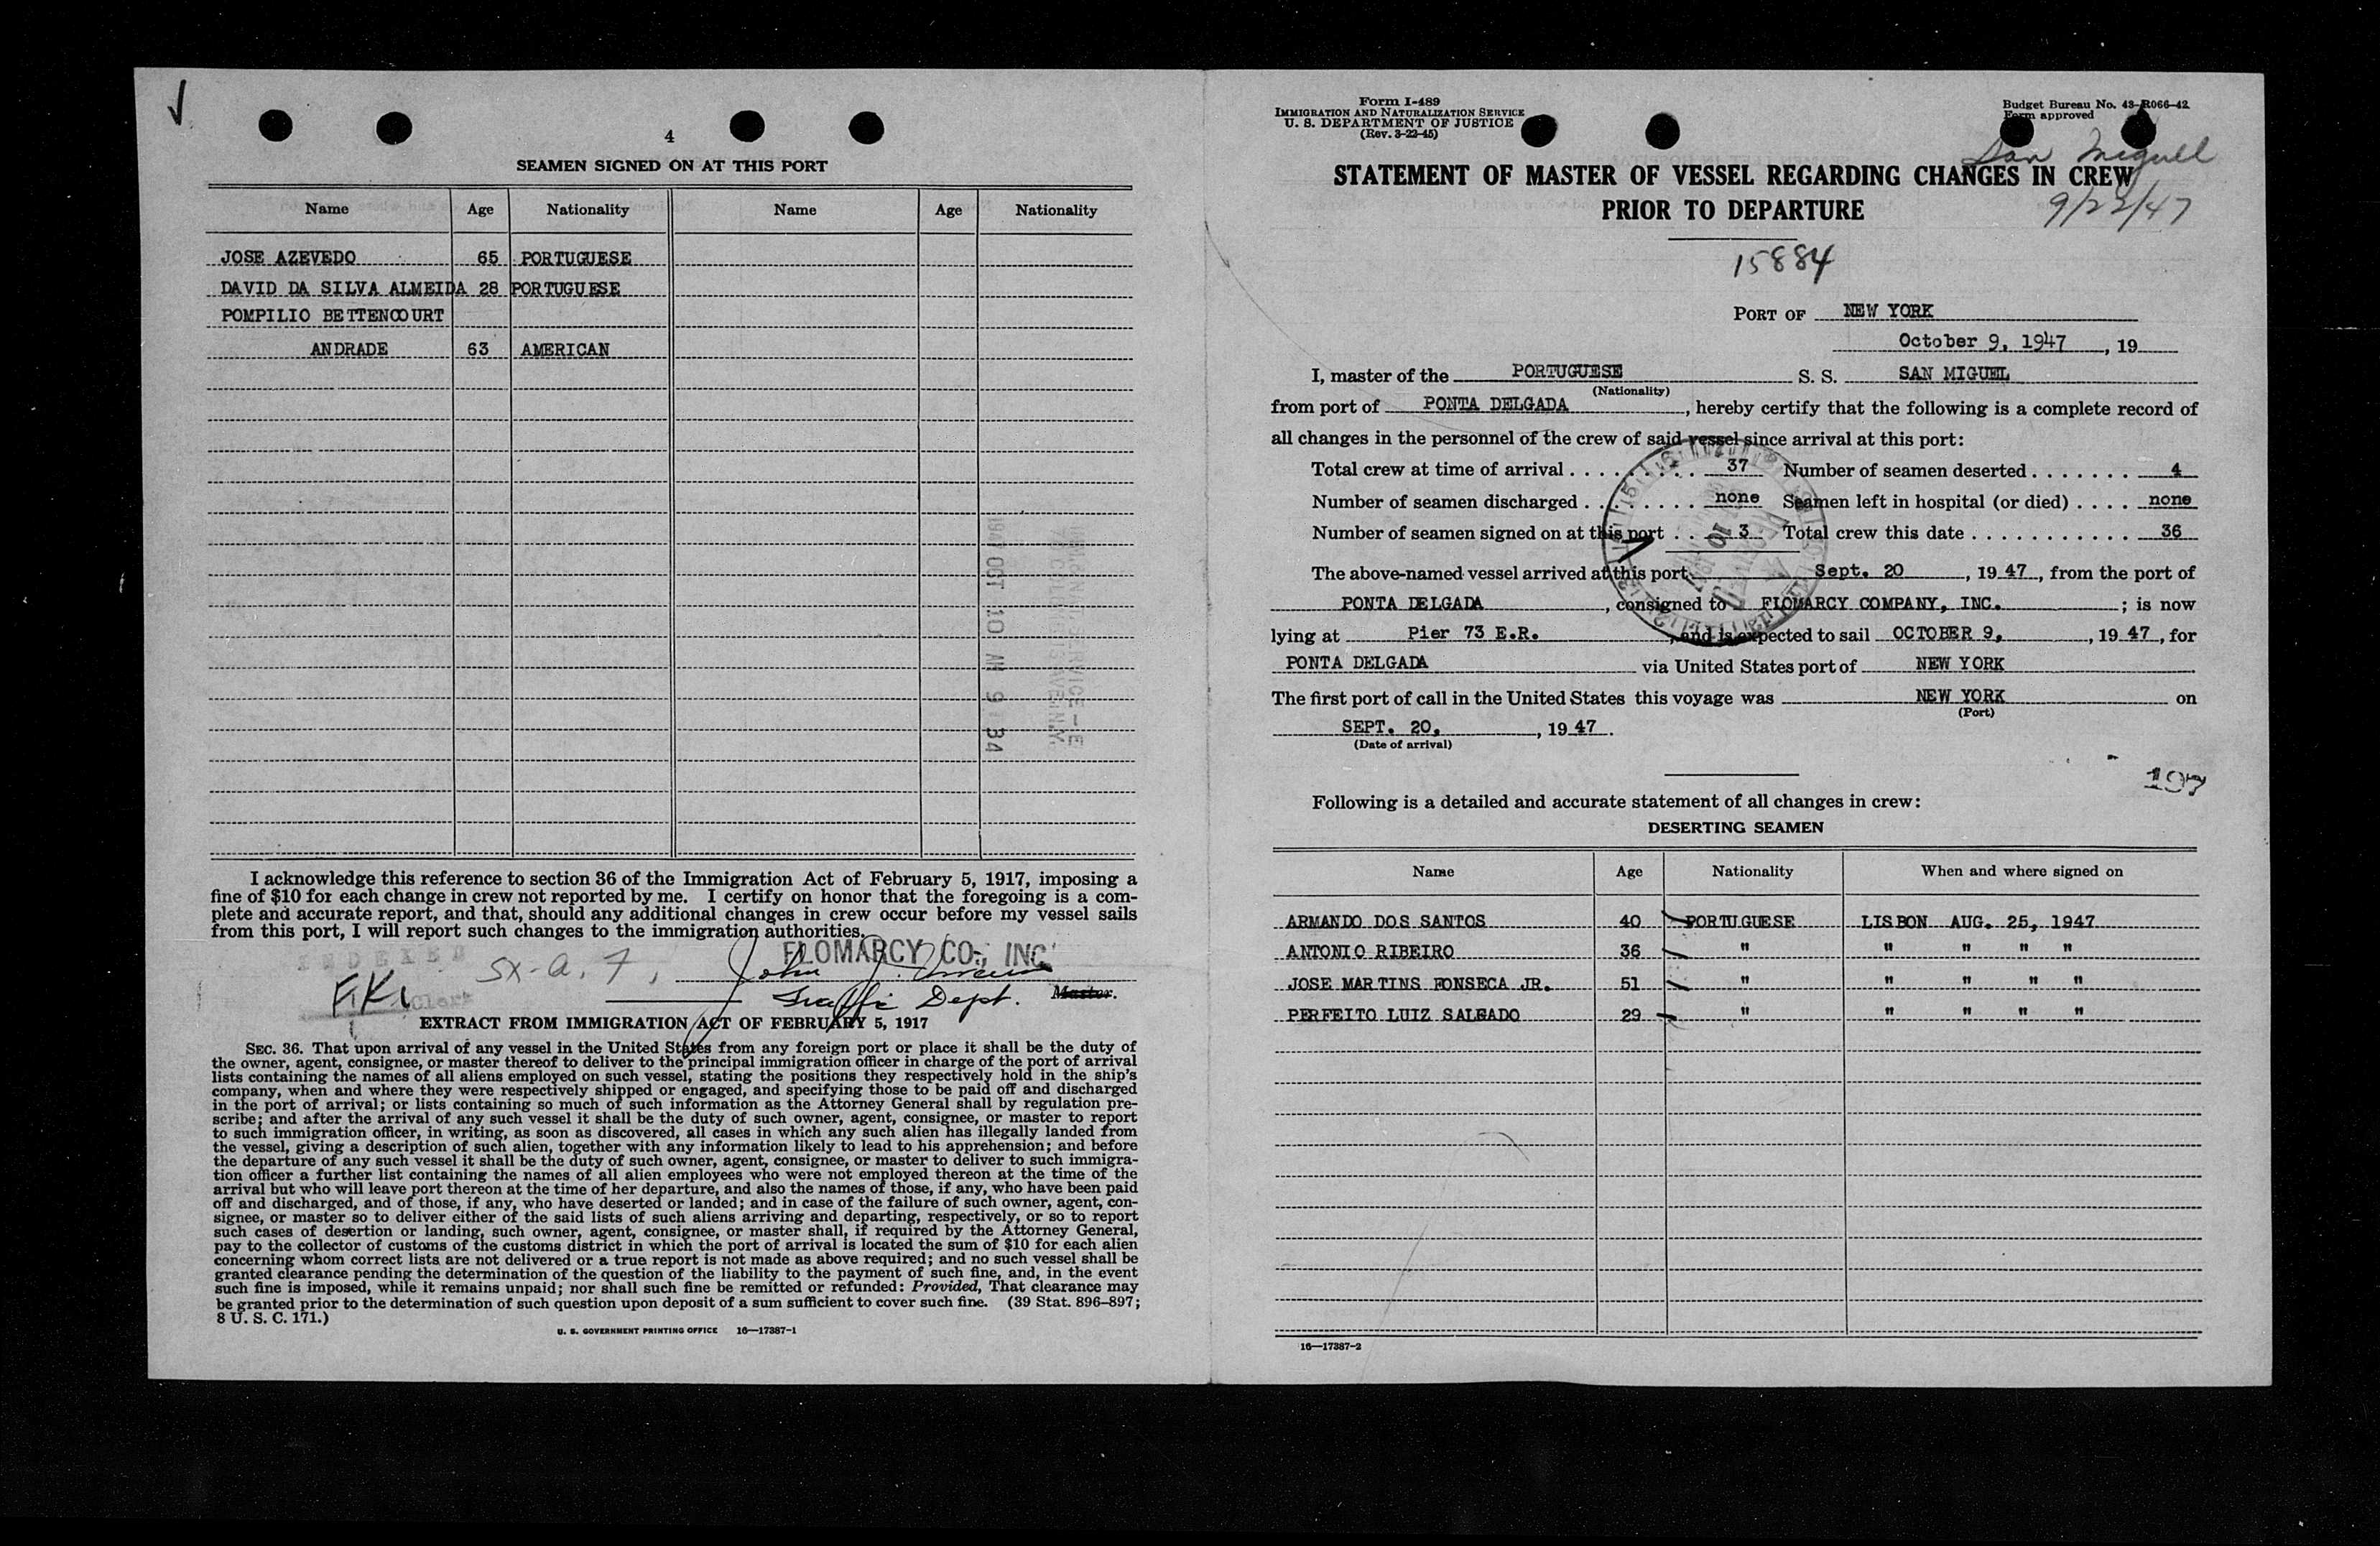 4
SEAMEN SIGNED ON AT THIS PORT
Name Age Nationality Name Age Nationality
JOSE AZEVEDO 65 PORTUGUESE
DAVID DA SILVA ALMEIDA 28 PORTUGUESE
POMPILIO BETTENCOURT
ANDRADE 63 AMERICAN
OCT 10 AM 9 34
I acknowledge this reference to section 36 of the Immigration Act of February 5, 1917, imposing a
fine of $10 for each change in crew not reported by me. I certify on honor that the foregoing is a com-
plete and accurate report, and that, should any additional changes in crew occur before my vessel sails
from this port, I will report such changes to the immigration authorities.
INDEXED
FLOMARCY CO., INC.
John J.
Clerk
Traffic Dept. Master.
EXTRACT FROM IMMIGRATION ACT OF FEBRUARY 5, 1917
SEC. 36. That upon arrival of any vessel in the United States from any foreign port or place it shall be the duty of
the owner, agent, consignee, or master thereof to deliver to the principal immigration officer in charge of the port of arrival
lists containing the names of all aliens employed on such vessel, stating the positions they respectively hold in the ship's
company, when and where they were respectively shipped or engaged, and specifying those to be paid off and discharged
in the port of arrival; or lists containing so much of such information as the Attorney General shall by regulation pre-
scribe; and after the arrival of any such vessel it shall be the duty of such owner, agent, consignee, or master to report
to such immigration officer, in writing, as soon as discovered, all cases in which any such alien has illegally landed from
the vessel, giving a description of such alien, together with any information likely to lead to his apprehension; and before
the departure of any such vessel it shall be the duty of such owner, agent, consignee, or master to deliver to such immigra-
tion officer a further list containing the names of all alien employees who were not employed thereon at the time of the
arrival but who will leave port thereon at the time of her departure, and also the names of those, if any, who have been paid
off and discharged, and of those, if any, who have deserted or landed; and in case of the failure of such owner, agent, con-
signee, or master so to deliver either of the said lists of such aliens arriving and departing, respectively, or so to report
such cases of desertion or landing, such owner, agent, consignee, or master shall, if required by the Attorney General,
pay to the collector of customs of the customs district in which the port of arrival is located the sum of $10 for each alien
concerning whom correct lists are not delivered or a true report is not made as above required; and no such vessel shall be
granted clearance pending the determination of the question of the liability to the payment of such fine, and, in the event
such fine is imposed, while it remains unpaid; nor shall such fine be remitted or refunded: Provided, That clearance may
be granted prior to the determination of such question upon deposit of a sum sufficient to cover such fine. (39 Stat. 896–897;
8 U. S. C. 171.)
U. S. GOVERNMENT PRINTING OFFICE 16—17387-1
Form I-489
IMMIGRATION AND NATURALIZATION SERVICE
U. S. DEPARTMENT OF JUSTICE
(Rev. 3-22-45)
Budget Bureau No. 43-R066-42
Form approved
San Miguel
9/22/47
STATEMENT OF MASTER OF VESSEL REGARDING CHANGES IN CREW
PRIOR TO DEPARTURE
15884
PORT OF NEW YORK
October 9, 1947, 19
I, master of the PORTUGUESE S. S. SAN MIGUEL
(Nationality)
from port of PONTA DELGADA, hereby certify that the following is a complete record of
all changes in the personnel of the crew of said vessel since arrival at this port:
Total crew at time of arrival 37 Number of seamen deserted 4
Number of seamen discharged none Seamen left in hospital (or died) none
Number of seamen signed on at this port 3 Total crew this date 36
The above-named vessel arrived at this port Sept. 20, 1947, from the port of
PONTA DELGADA, consigned to FLOMARCY COMPANY, INC.; is now
lying at Pier 73 E.R., and is expected to sail OCTOBER 9, 1947, for
PONTA DELGADA via United States port of NEW YORK
The first port of call in the United States this voyage was NEW YORK on
(Port)
SEPT. 20, 1947.
(Date of arrival)
197
Following is a detailed and accurate statement of all changes in crew:
DESERTING SEAMEN
Name Age Nationality When and where signed on
ARMANDO DOS SANTOS 40 PORTUGUESE LISBON AUG. 25, 1947
ANTONIO RIBEIRO 36 " " " " "
JOSE MARTINS FONSECA JR. 51 " " " " "
PERFEITO LUIZ SALGADO 29 " " " " "
16—17387-2